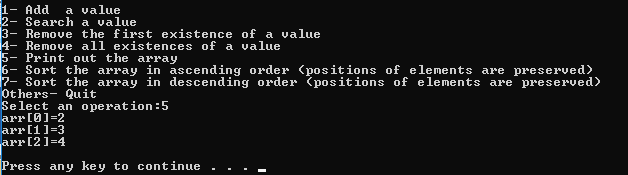 1- Add  a value
2- Search a value
3- Remove the first existence of a value
4- Remove all existences of a value
5- Print out the array
6- Sort the array in ascending order (positions of elements are preserved)
7- Sort the array in descending order (positions of elements are preserved)
Others- Quit
Select an operation:5
arr[0]=2
arr[1]=3
arr[2]=4
Press any key to continue . . .